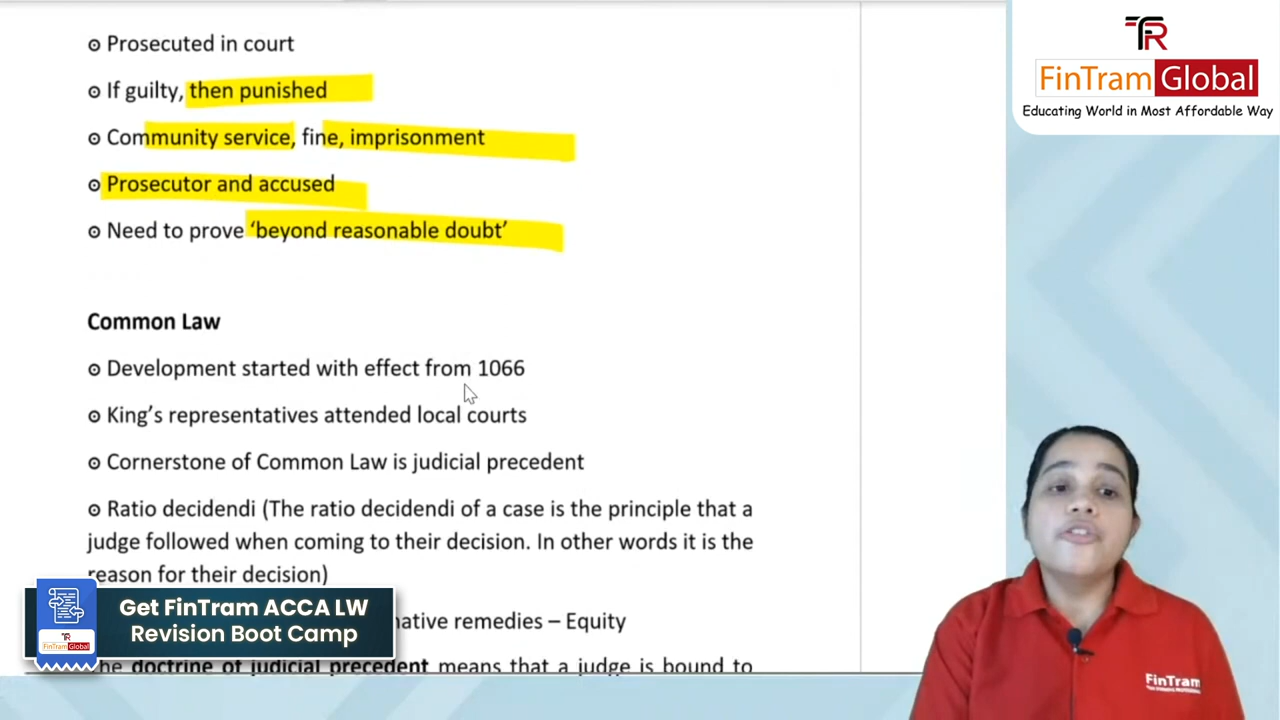 ⊙ Prosecuted in court
⊙ If guilty, then punished
⊙ Community service, fine, imprisonment
⊙ Prosecutor and accused
⊙ Need to prove ‘beyond reasonable doubt’
Common Law
⊙ Development started with effect from 1066
⊙ King’s representatives attended local courts
⊙ Cornerstone of Common Law is judicial precedent
⊙ Ratio decidendi (The ratio decidendi of a case is the principle that a
judge followed when coming to their decision. In other words it is the
reason for their decision)
remedies – Equity
doctrine of judicial precedent means that a judge is bound to
Get FinTram ACCA LW
Revision Boot Camp
TR
FinTram Global
Educating World in Most Affordable Way
FinTram